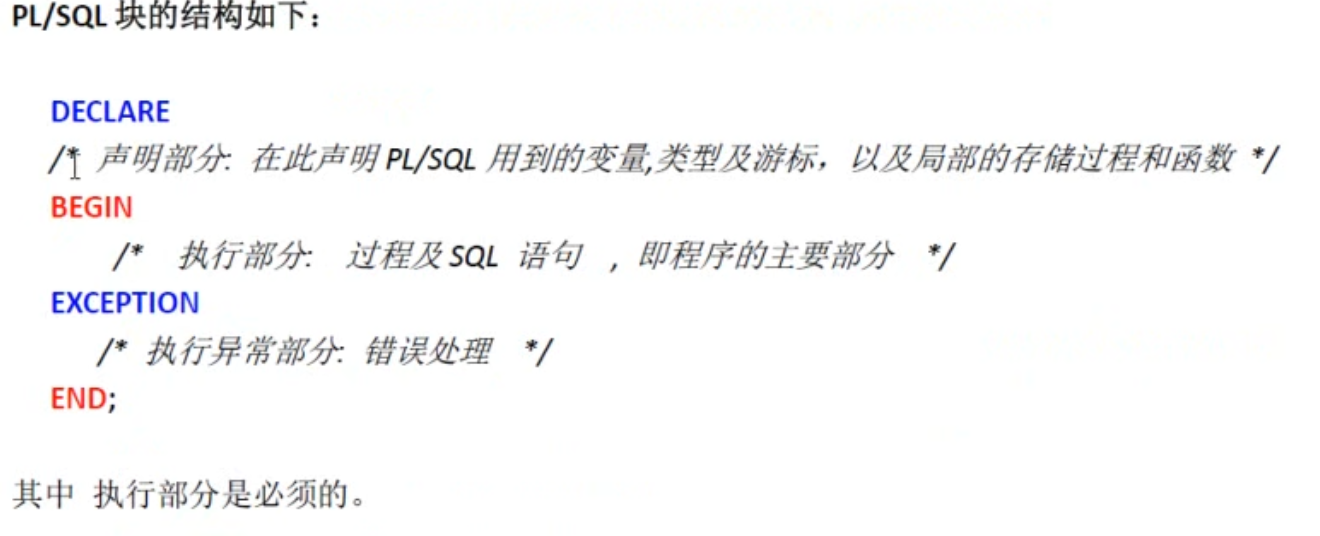 PL/SQL 块的结构如下：
DECLARE
/* 声明部分: 在此声明 PL/SQL 用到的变量,类型及游标，以及局部的存储过程和函数 */
BEGIN
/* 执行部分: 过程及 SQL 语句 , 即程序的主要部分 */
EXCEPTION
/* 执行异常部分: 错误处理 */
END;
其中 执行部分是必须的。